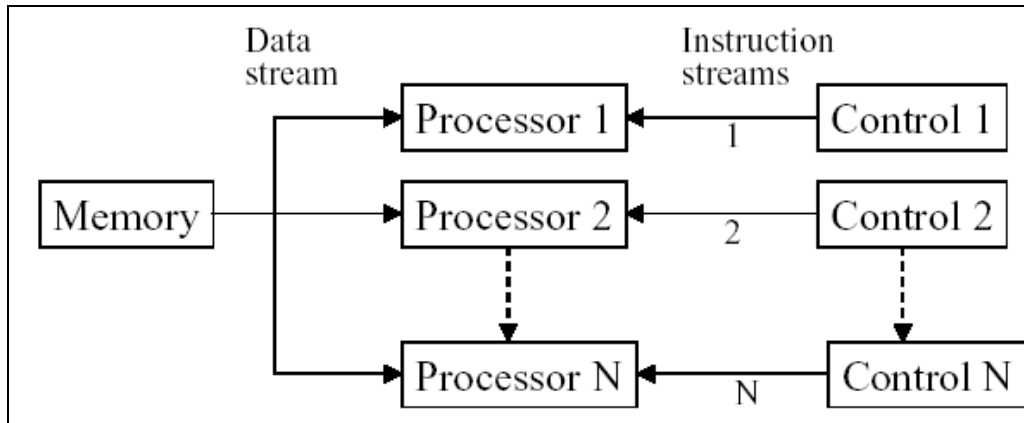 Data
stream
Instruction
streams
Processor 1
1
Control 1
Memory
Processor 2
2
Control 2
Processor N
N
Control N